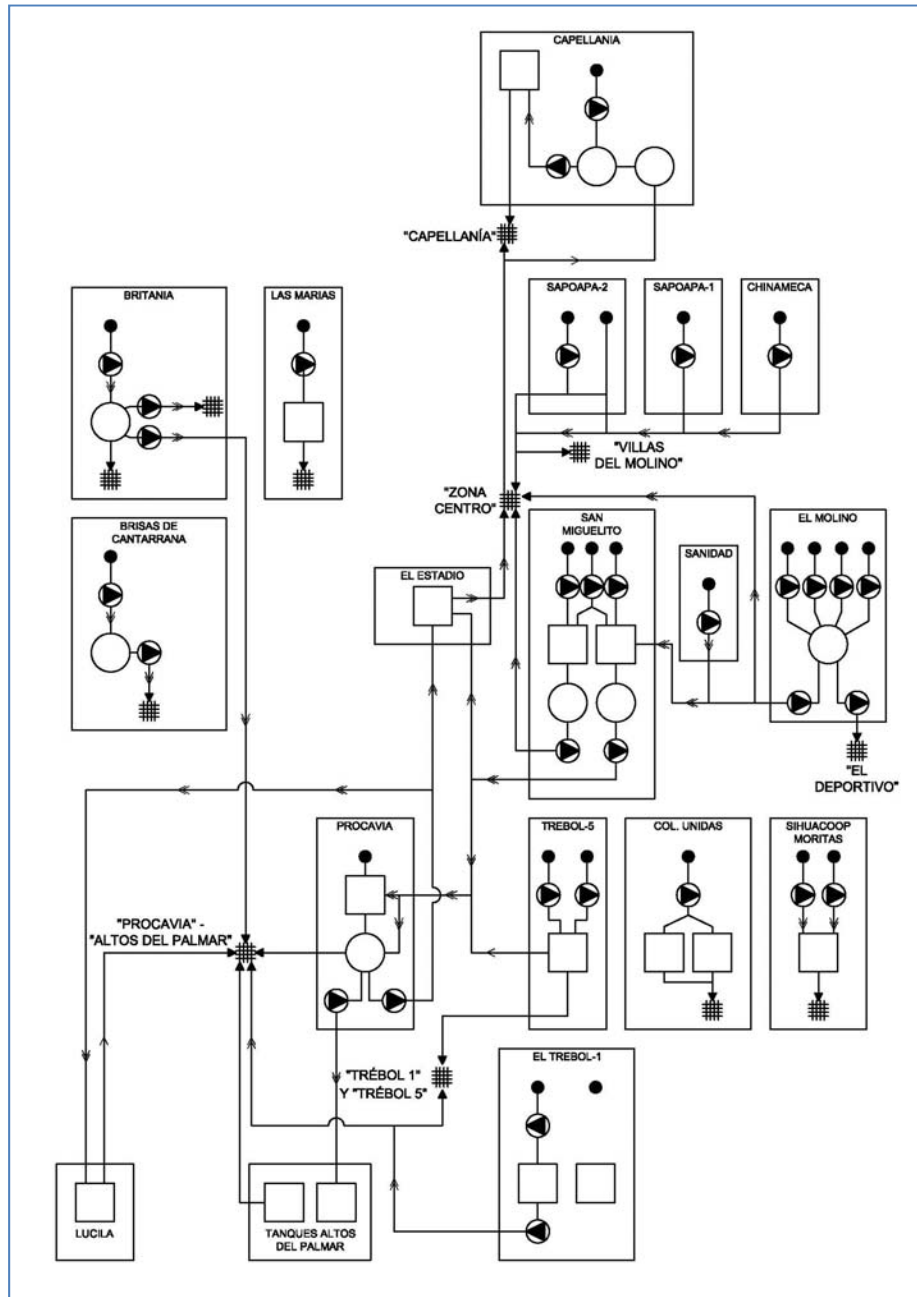 CAPELLANIA
"CAPELLANÍA"
BRITANIA
LAS MARIAS
SAPOAPA-2
SAPOAPA-1
CHINAMECA
"VILLAS
DEL MOLINO"
"ZONA
CENTRO"
BRISAS DE
CANTARRANA
SAN
MIGUELITO
EL MOLINO
SANIDAD
EL ESTADIO
"EL
DEPORTIVO"
PROCAVIA
TREBOL-5
COL. UNIDAS
SIHUACOOP
MORITAS
"PROCAVIA" -
"ALTOS DEL PALMAR"
EL TREBOL-1
"TRÉBOL 1"
Y "TRÉBOL 5"
LUCILA
TANQUES ALTOS
DEL PALMAR